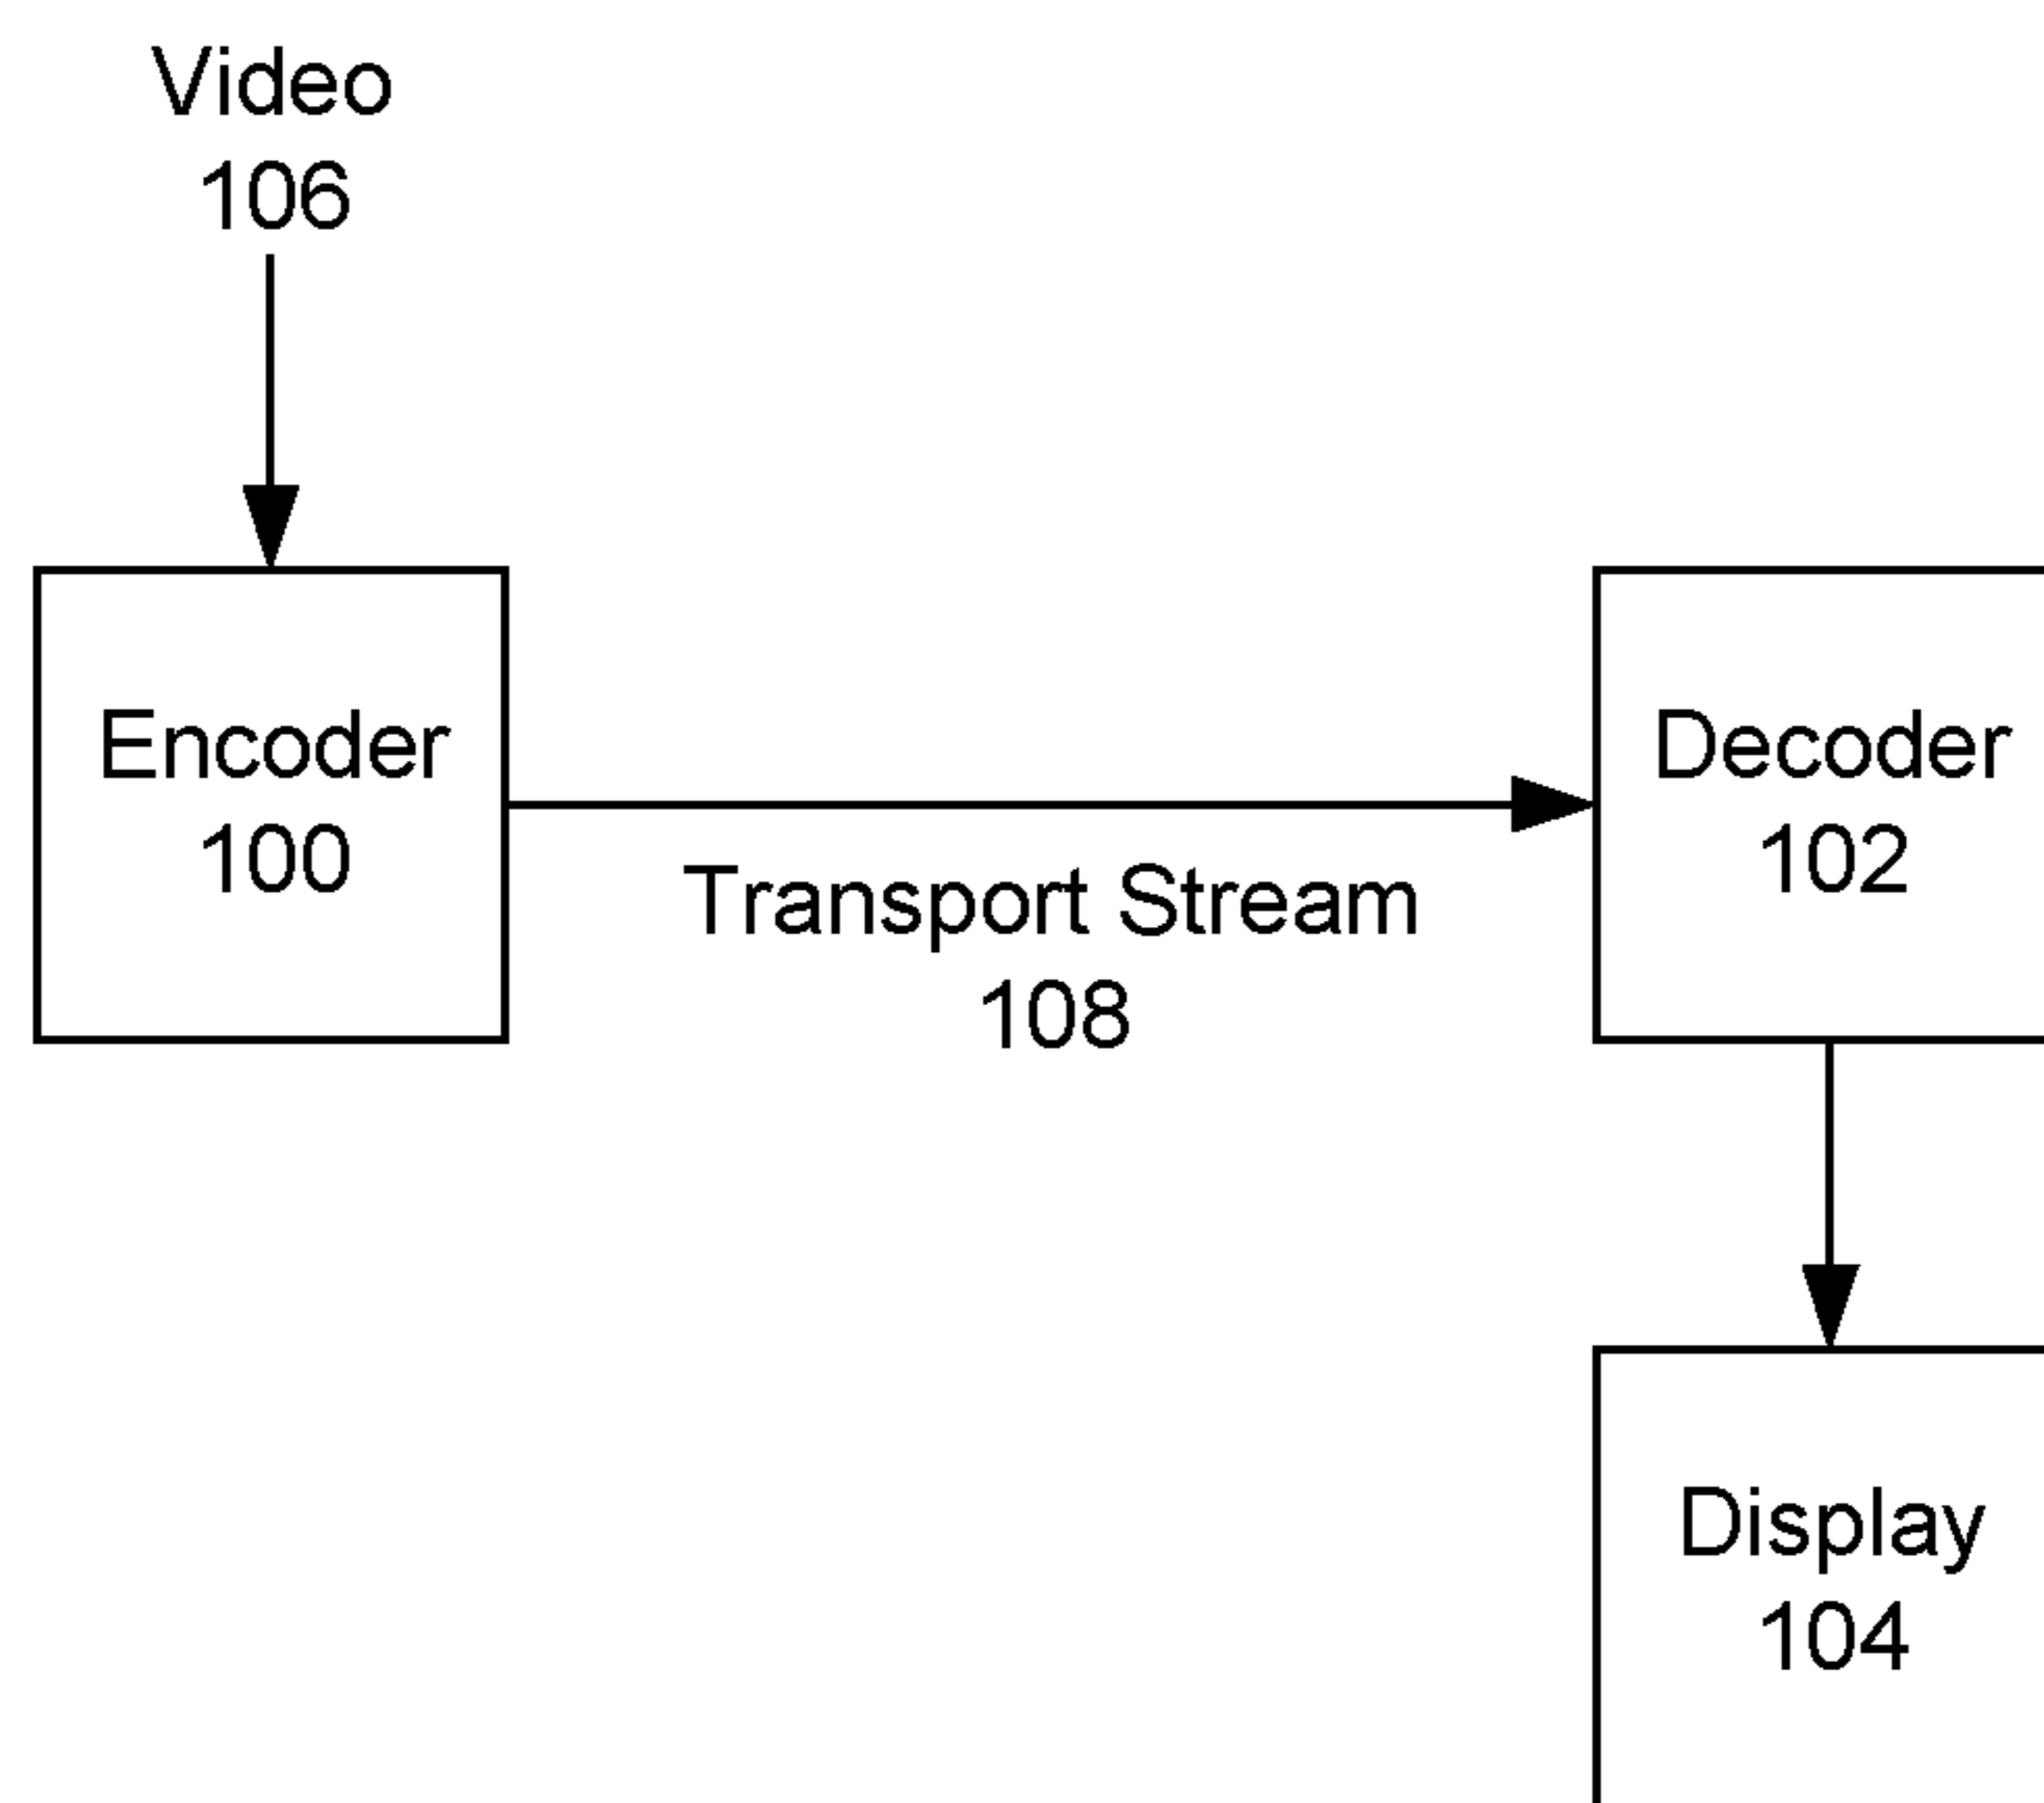 Video
106
Encoder
100
Transport Stream
108
Decoder
102
Display
104